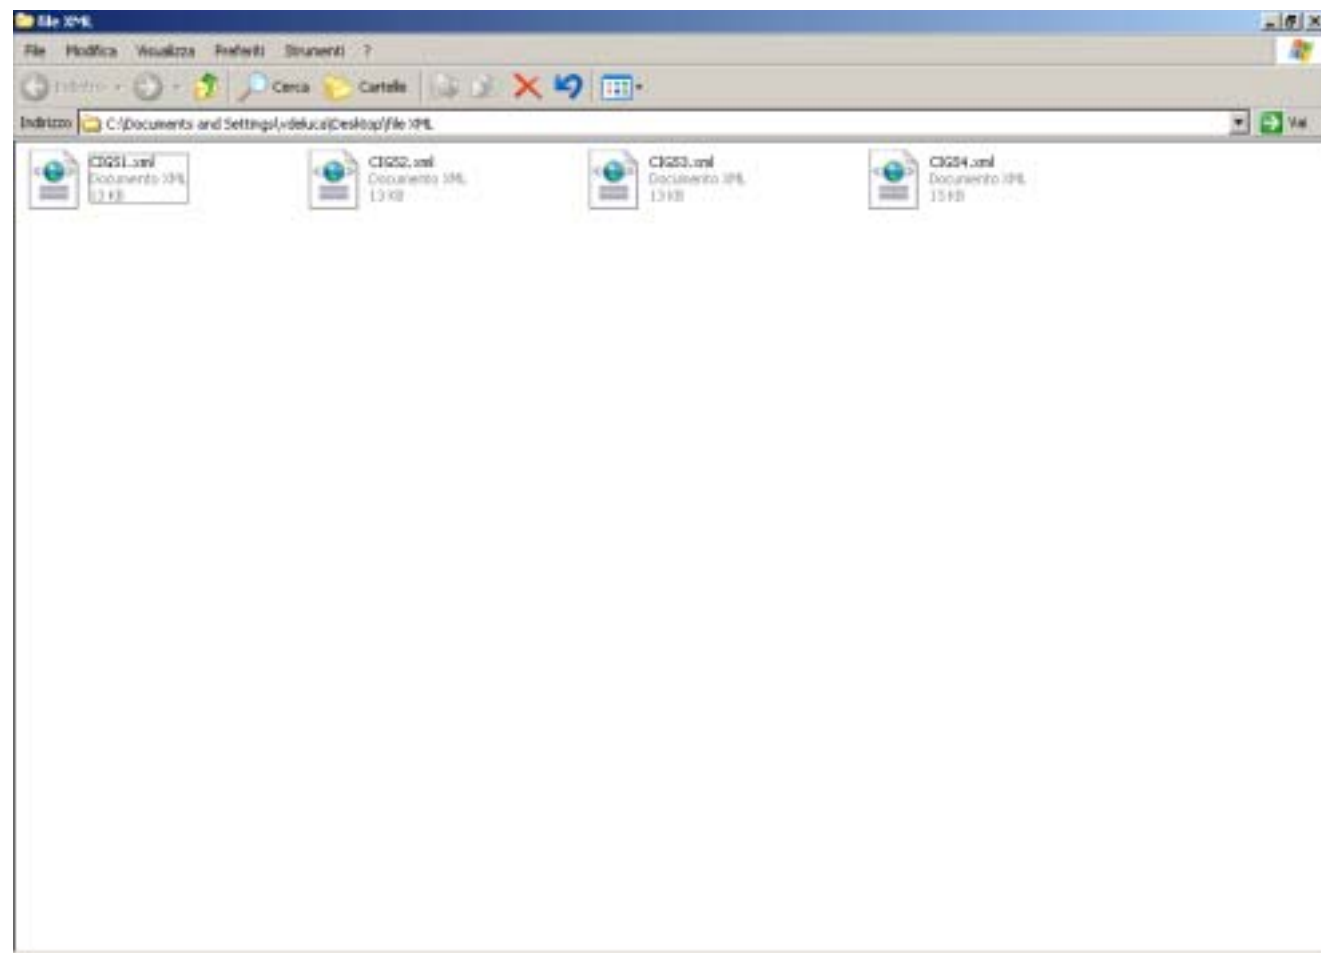 file XML
File Modifica Visualizza Preferiti Strumenti ?
Indietro Cerca Cartelle
Indirizzo C:\Documents and Settings\vdeluca\Desktop\file XML Vai
CIGS1.xml CIGS2.xml CIGS3.xml CIGS4.xml
Documento XML Documento XML Documento XML Documento XML
13 KB 13 KB 13 KB 15 KB